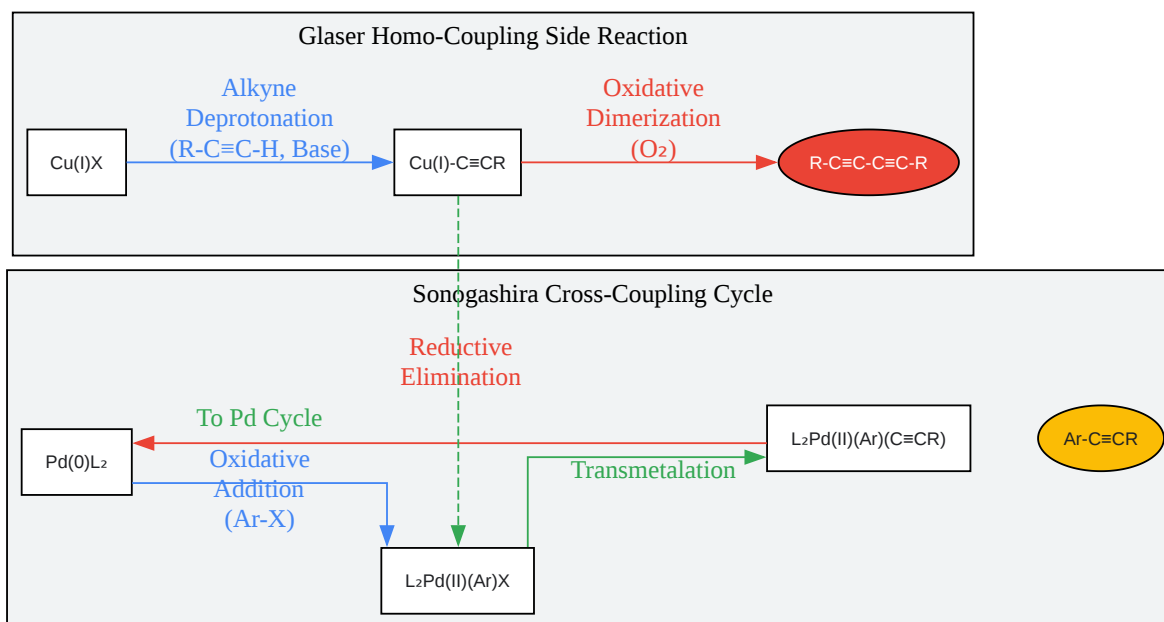 Glaser Homo-Coupling Side Reaction
Alkyne
Deprotonation
(R-C≡C-H, Base)
Oxidative
Dimerization
(O₂)
Cu(I)X
Cu(I)-C≡CR
R-C≡C-C≡C-R
Sonogashira Cross-Coupling Cycle
Reductive
Elimination
To Pd Cycle
L₂Pd(II)(Ar)(C≡CR)
Ar-C≡CR
Pd(0)L₂
Oxidative
Addition
(Ar-X)
Transmetalation
L₂Pd(II)(Ar)X